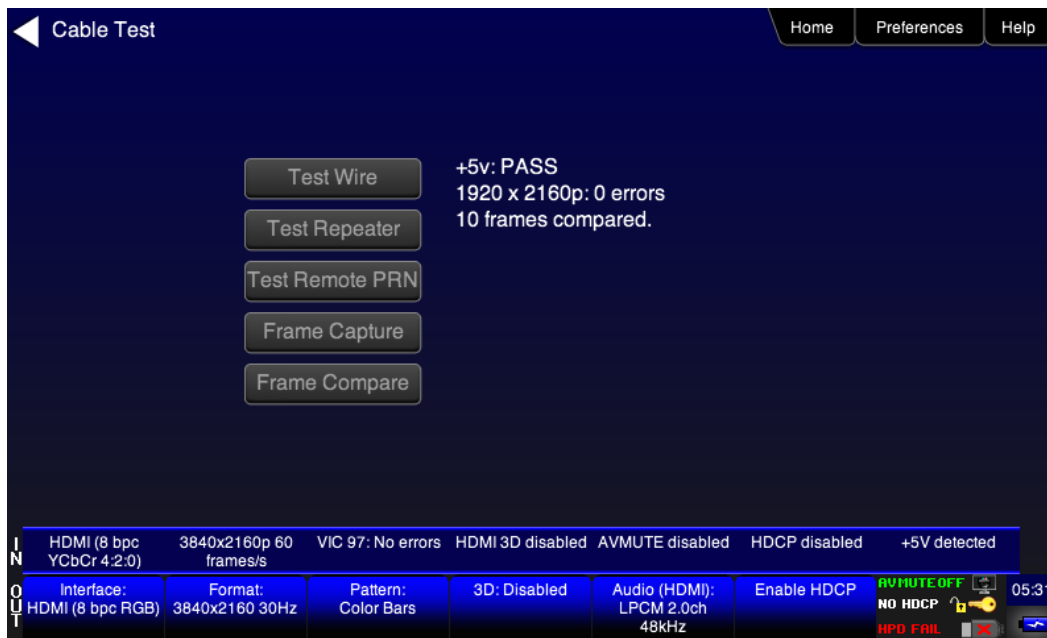 Cable Test
Home
Preferences
Help
Test Wire
Test Repeater
Test Remote PRN
Frame Capture
Frame Compare
+5v: PASS
1920 x 2160p: 0 errors
10 frames compared.
IN
HDMI (8 bpc
YCbCr 4:2:0)
3840x2160p 60
frames/s
VIC 97: No errors
HDMI 3D disabled
AVMUTE disabled
HDCP disabled
+5V detected
OUT
Interface:
HDMI (8 bpc RGB)
Format:
3840x2160 30Hz
Pattern:
Color Bars
3D: Disabled
Audio (HDMI):
LPCM 2.0ch
48kHz
Enable HDCP
AVMUTE OFF
NO HDCP
HPD FAIL
05:31